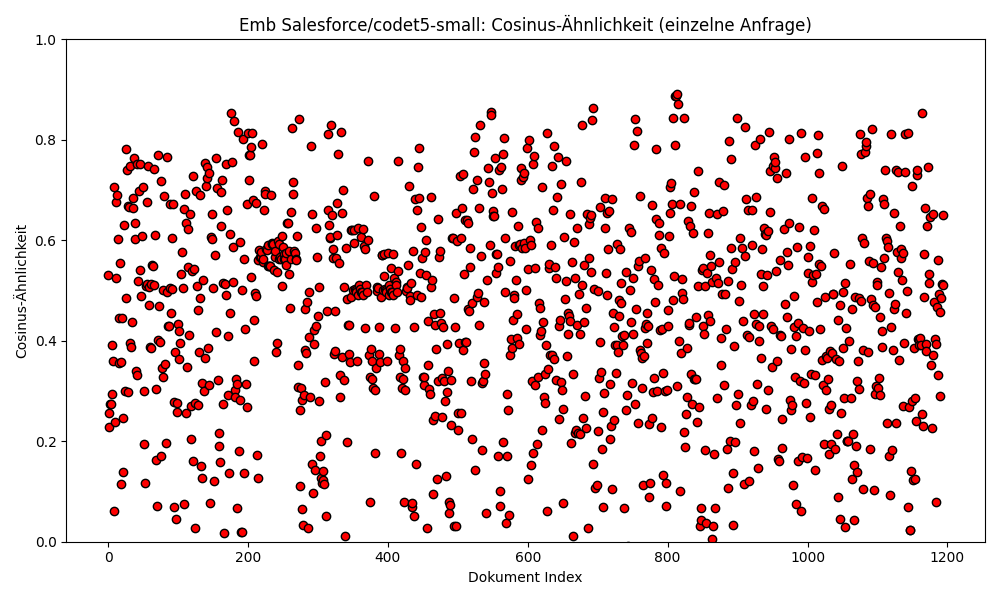 Emb Salesforce/codet5-small: Cosinus-Ähnlichkeit (einzelne Anfrage)
Cosinus-Ähnlichkeit
1.0
0.8
0.6
0.4
0.2
0.0
0 200 400 600 800 1000 1200
Dokument Index